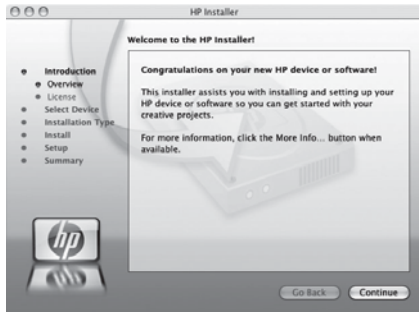 HP Installer
Welcome to the HP Installer!
Introduction
Overview
License
Select Device
Installation Type
Install
Setup
Summary
Congratulations on your new HP device or software!
This installer assists you with installing and setting up your
HP device or software so you can get started with your
creative projects.
For more information, click the More Info... button when
available.
hp
Go Back
Continue